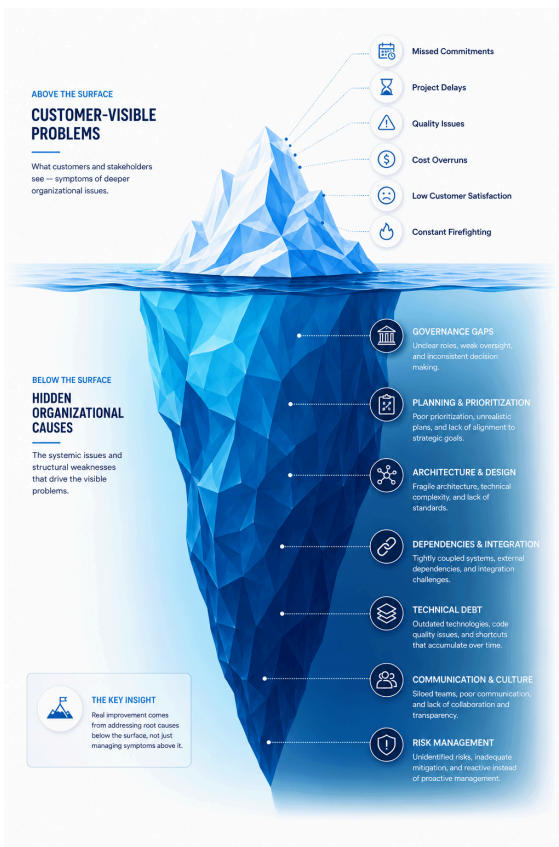 ABOVE THE SURFACE
CUSTOMER-VISIBLE
PROBLEMS
What customers and stakeholders
see — symptoms of deeper
organizational issues.
Missed Commitments
Project Delays
Quality Issues
Cost Overruns
Low Customer Satisfaction
Constant Firefighting
BELOW THE SURFACE
HIDDEN
ORGANIZATIONAL
CAUSES
The systemic issues and
structural weaknesses
that drive the visible
problems.
GOVERNANCE GAPS
Unclear roles, weak oversight,
and inconsistent decision
making.
PLANNING & PRIORITIZATION
Poor prioritization, unrealistic
plans, and lack of alignment to
strategic goals.
ARCHITECTURE & DESIGN
Fragile architecture, technical
complexity, and lack of
standards.
DEPENDENCIES & INTEGRATION
Tightly coupled systems, external
dependencies, and integration
challenges.
TECHNICAL DEBT
Outdated technologies, code
quality issues, and shortcuts
that accumulate over time.
COMMUNICATION & CULTURE
Siloed teams, poor communication,
and lack of collaboration and
transparency.
RISK MANAGEMENT
Unidentified risks, inadequate
mitigation, and reactive instead
of proactive management.
THE KEY INSIGHT
Real improvement comes
from addressing root causes
below the surface, not just
managing symptoms above it.